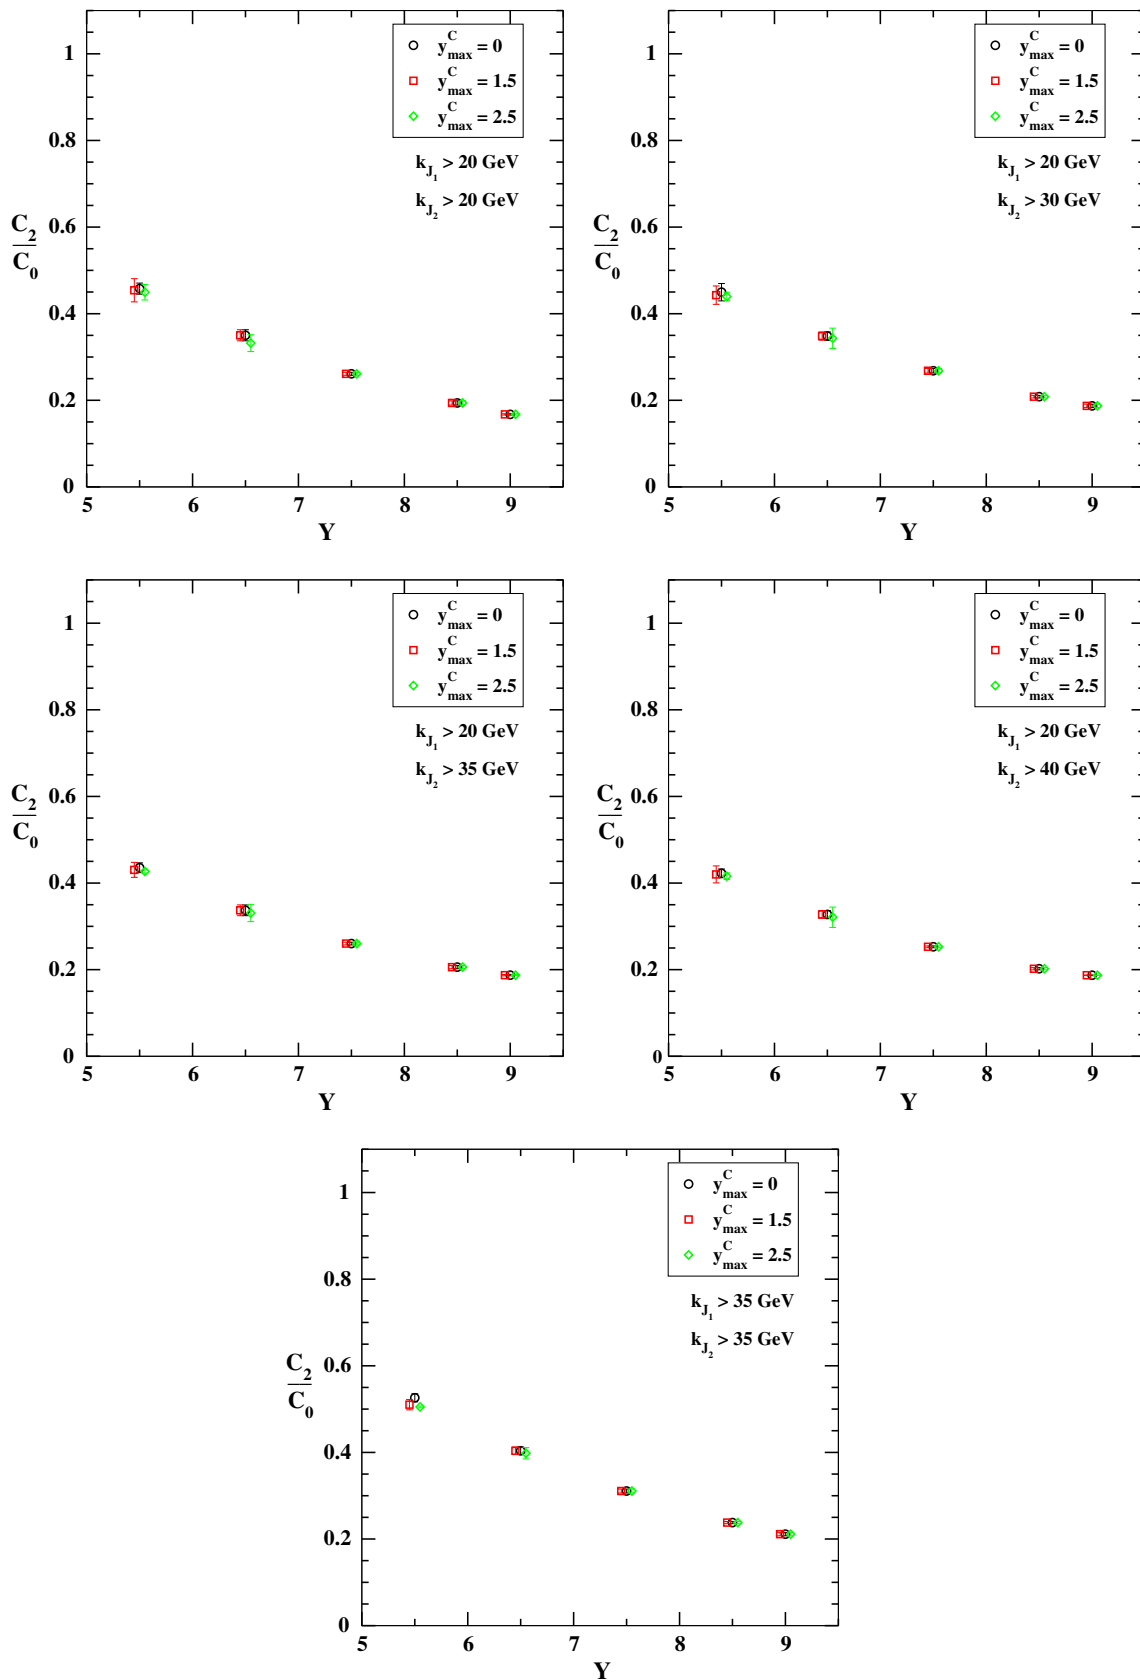 1
0.8
0.6
0.4
0.2
0
C₂
C₀
y^C_max = 0
y^C_max = 1.5
y^C_max = 2.5
k_J₁ > 20 GeV
k_J₂ > 20 GeV
5 6 7 8 9
Y
1
0.8
0.6
0.4
0.2
0
C₂
C₀
y^C_max = 0
y^C_max = 1.5
y^C_max = 2.5
k_J₁ > 20 GeV
k_J₂ > 30 GeV
5 6 7 8 9
Y
1
0.8
0.6
0.4
0.2
0
C₂
C₀
y^C_max = 0
y^C_max = 1.5
y^C_max = 2.5
k_J₁ > 20 GeV
k_J₂ > 35 GeV
5 6 7 8 9
Y
1
0.8
0.6
0.4
0.2
0
C₂
C₀
y^C_max = 0
y^C_max = 1.5
y^C_max = 2.5
k_J₁ > 20 GeV
k_J₂ > 40 GeV
5 6 7 8 9
Y
1
0.8
0.6
0.4
0.2
0
C₂
C₀
y^C_max = 0
y^C_max = 1.5
y^C_max = 2.5
k_J₁ > 35 GeV
k_J₂ > 35 GeV
5 6 7 8 9
Y